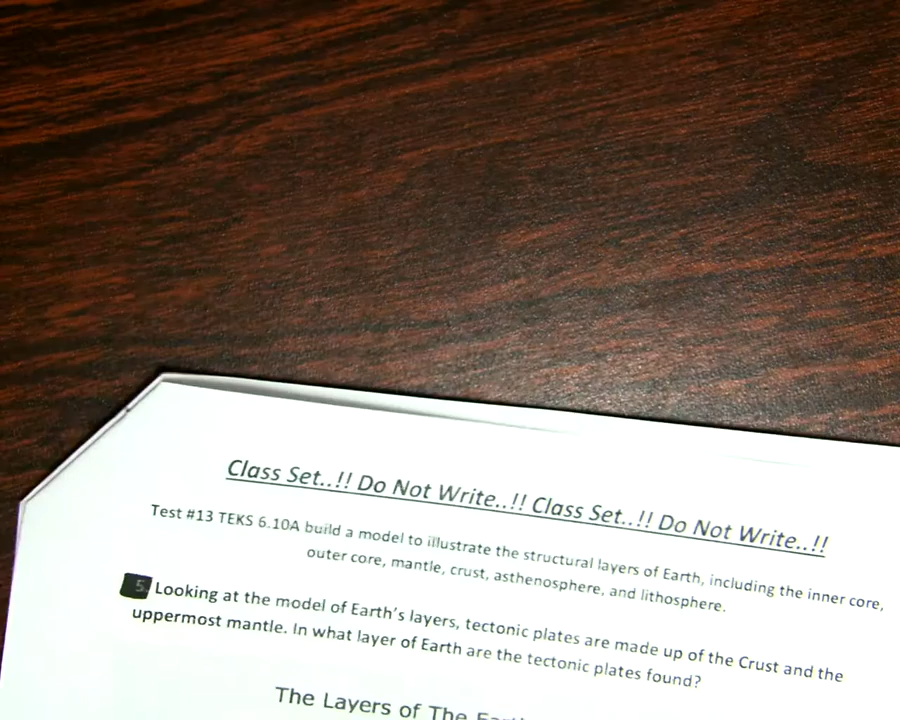 Class Set..!! Do Not Write..!! Class Set..!! Do Not Write..!!
Test #13 TEKS 6.10A build a model to illustrate the structural layers of Earth, including the inner core,
outer core, mantle, crust, asthenosphere, and lithosphere.
5. Looking at the model of Earth's layers, tectonic plates are made up of the Crust and the
uppermost mantle. In what layer of Earth are the tectonic plates found?
The Layers of The